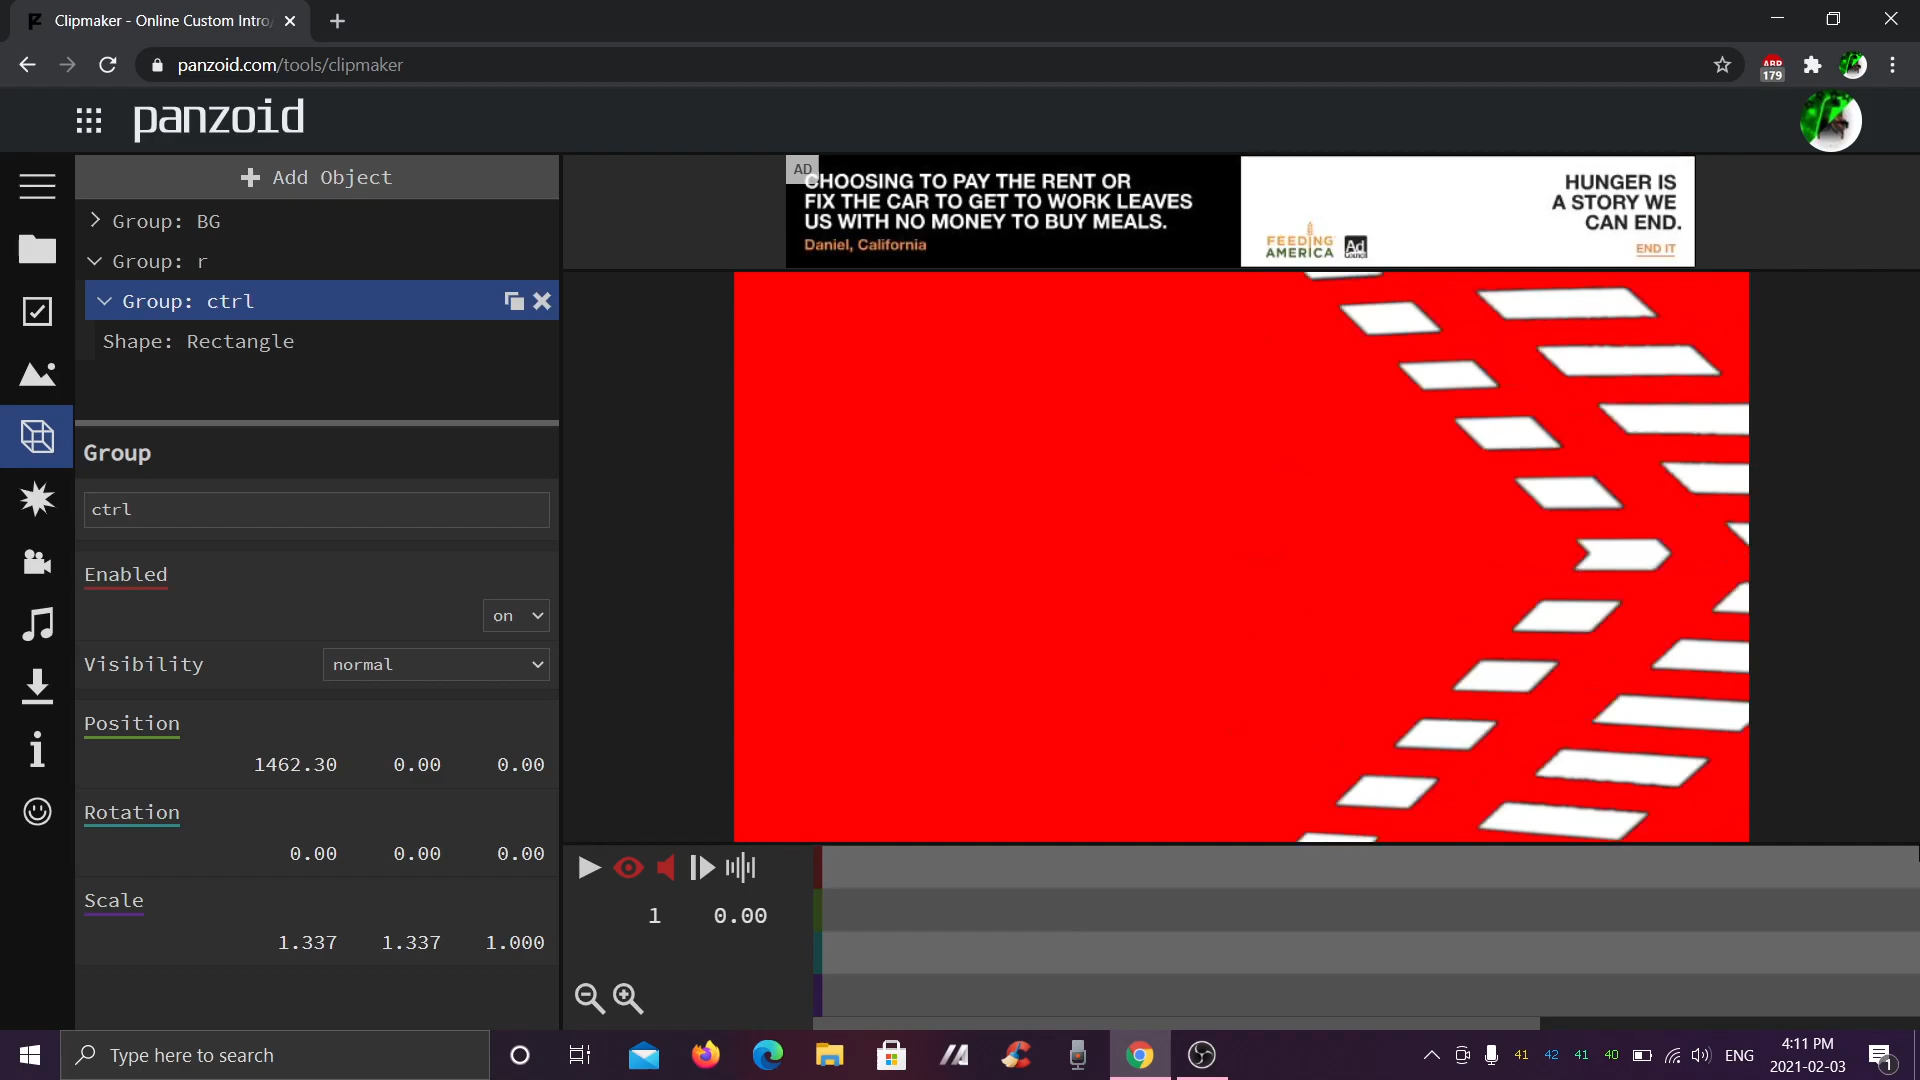 Clipmaker - Online Custom Intro
panzoid.com/tools/clipmaker
ABP
179
panzoid
Add Object
Group: BG
Group: r
Group: ctrl
Shape: Rectangle
Group
ctrl
Enabled
on
Visibility
normal
Position
1462.30 0.00 0.00
Rotation
0.00 0.00 0.00
Scale
1.337 1.337 1.000
AD
CHOOSING TO PAY THE RENT OR
FIX THE CAR TO GET TO WORK LEAVES
US WITH NO MONEY TO BUY MEALS.
Daniel, California
FEEDING
AMERICA
Ad
Council
HUNGER IS
A STORY WE
CAN END.
END IT
1 0.00
Type here to search
41 42 41 40
ENG
4:11 PM
2021-02-03
1